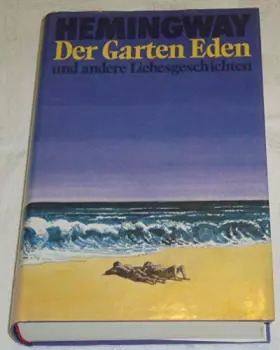 HEMINGWAY
Der Garten Eden
und andere Liebesgeschichten